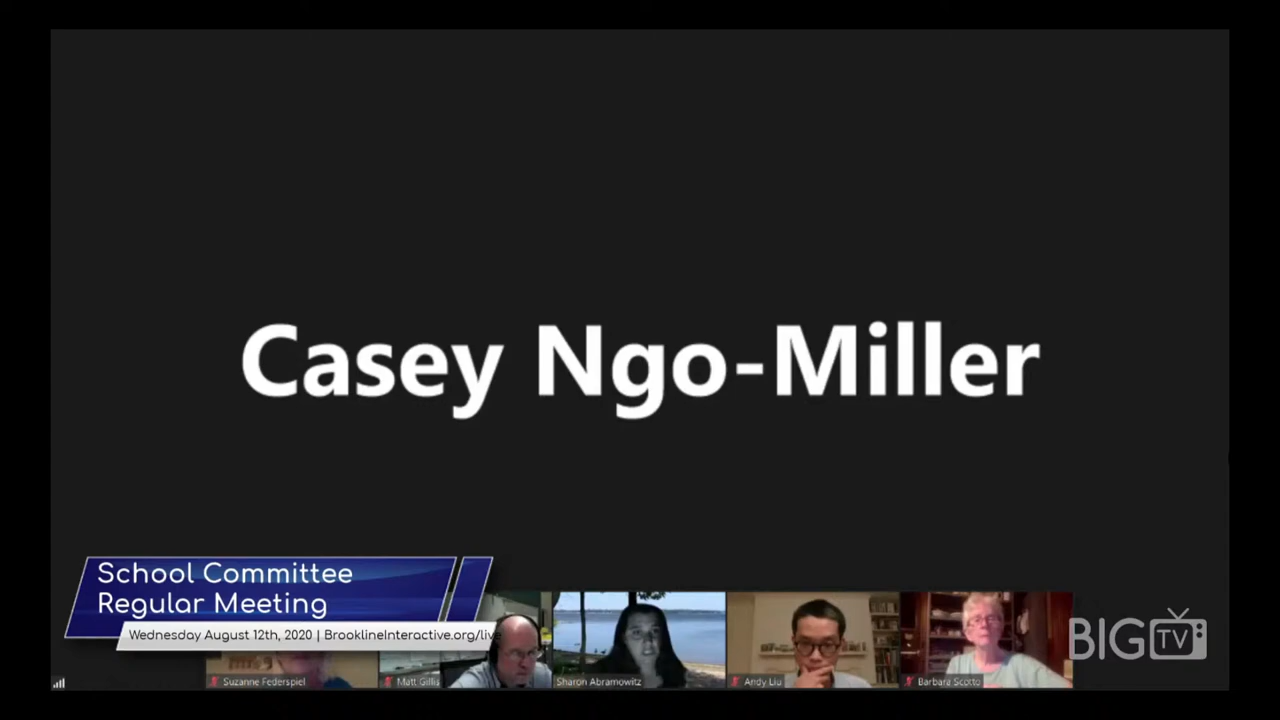 Casey Ngo-Miller
School Committee
Regular Meeting
Wednesday August 12th, 2020 | BrooklineInteractive.org/live
Suzanne Federspiel
Matt Gillis
Sharon Abramowitz
Andy Liu
Barbara Scotto
BIG TV